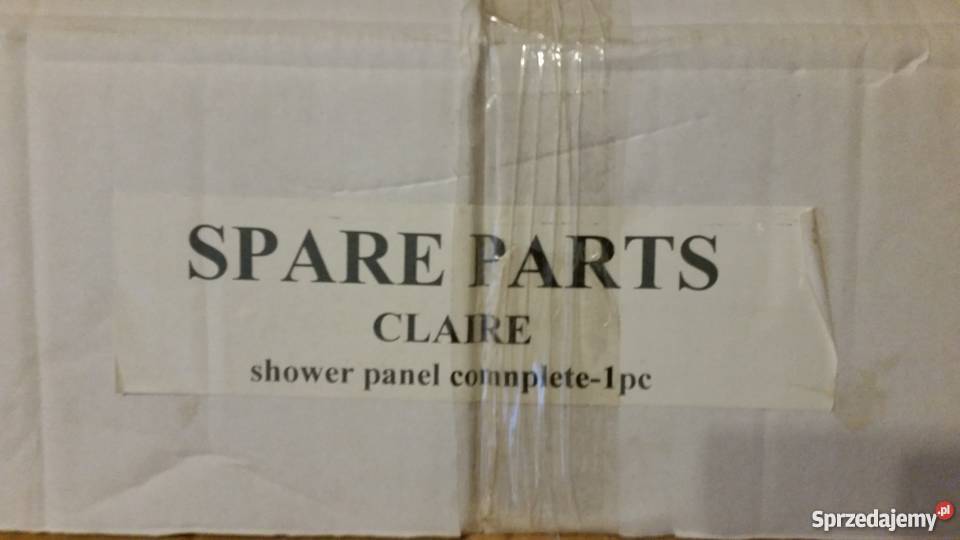 SPARE PARTS
CLAIRE
shower panel comnplete-1pc
Sprzedajemy.pl